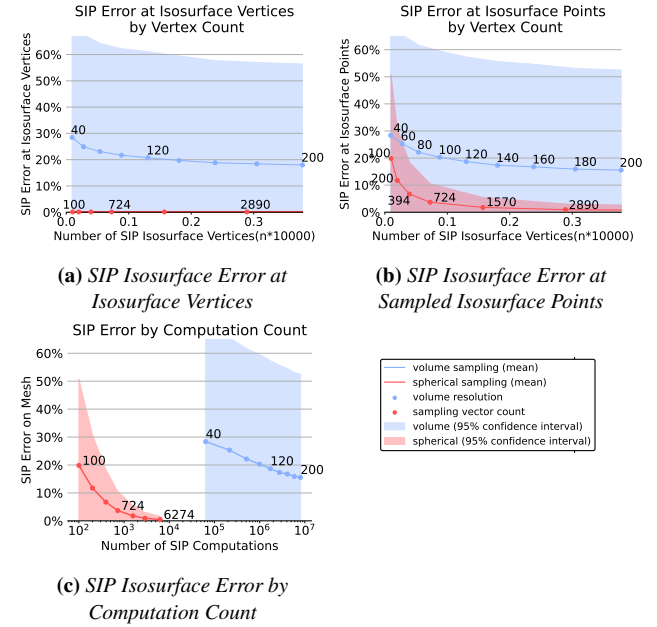 SIP Error at Isosurface Vertices
by Vertex Count
SIP Error at Isosurface Vertices
60%
50%
40%
30%
20%
10%
0%
40
120
200
100
724
2890
0.0
0.1
0.2
0.3
Number of SIP Isosurface Vertices(n*10000)
(a) SIP Isosurface Error at
Isosurface Vertices
SIP Error at Isosurface Points
by Vertex Count
SIP Error at Isosurface Points
60%
50%
40%
30%
20%
10%
0%
40
60
80
100
120
140
160
180
200
100
200
394
724
1570
2890
0.0
0.1
0.2
0.3
Number of SIP Isosurface Vertices(n*10000)
(b) SIP Isosurface Error at
Sampled Isosurface Points
SIP Error by Computation Count
SIP Error on Mesh
60%
50%
40%
30%
20%
10%
0%
100
724
6274
40
120
200
10²
10³
10⁴
10⁵
10⁶
10⁷
Number of SIP Computations
(c) SIP Isosurface Error by
Computation Count
volume sampling (mean)
spherical sampling (mean)
volume resolution
sampling vector count
volume (95% confidence interval)
spherical (95% confidence interval)